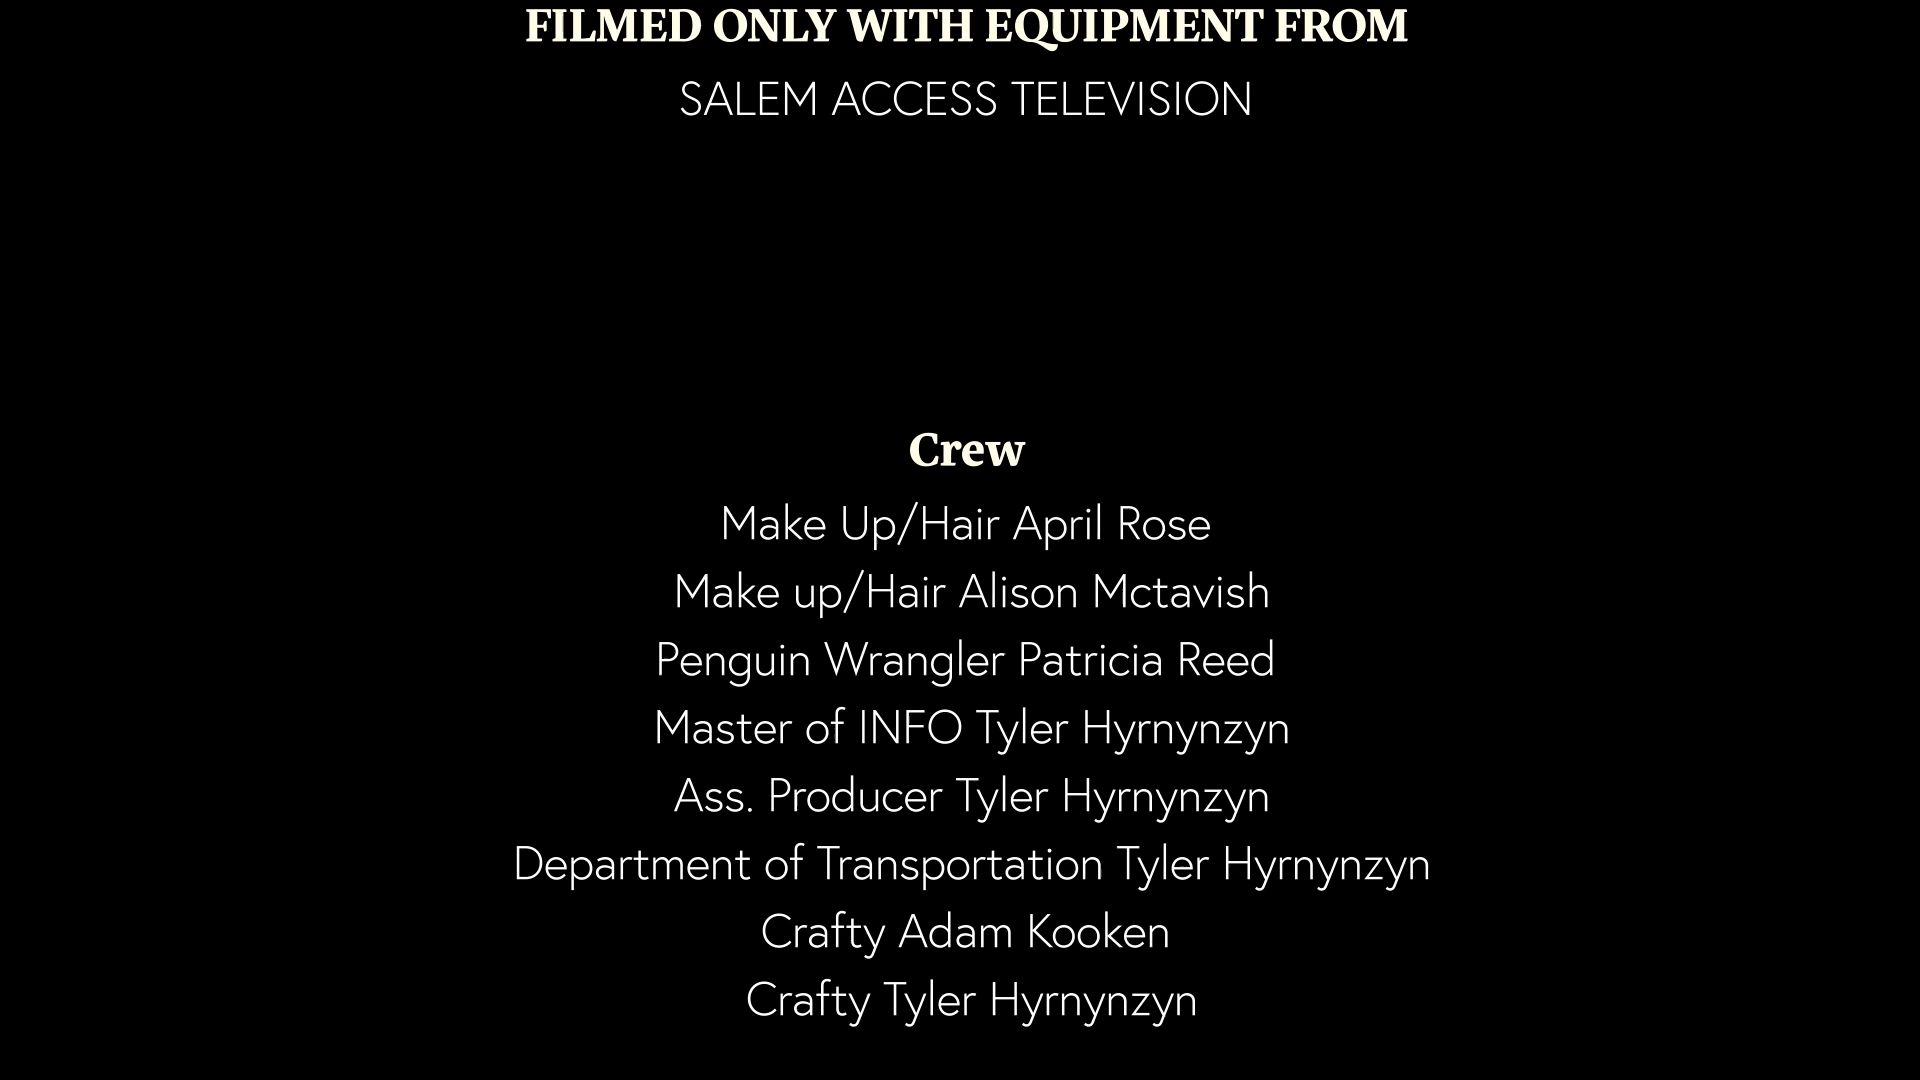 FILMED ONLY WITH EQUIPMENT FROM
SALEM ACCESS TELEVISION
Crew
Make Up/Hair April Rose
Make up/Hair Alison Mctavish
Penguin Wrangler Patricia Reed
Master of INFO Tyler Hyrnynzyn
Ass. Producer Tyler Hyrnynzyn
Department of Transportation Tyler Hyrnynzyn
Crafty Adam Kooken
Crafty Tyler Hyrnynzyn